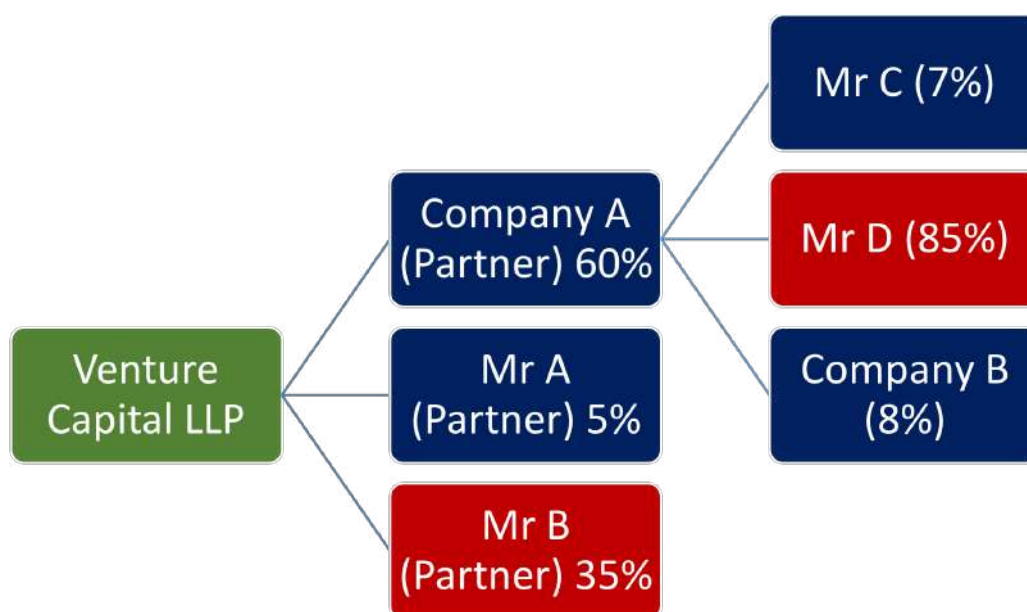 Venture
Capital LLP
Company A
(Partner) 60%
Mr A
(Partner) 5%
Mr B
(Partner) 35%
Mr C (7%)
Mr D (85%)
Company B
(8%)